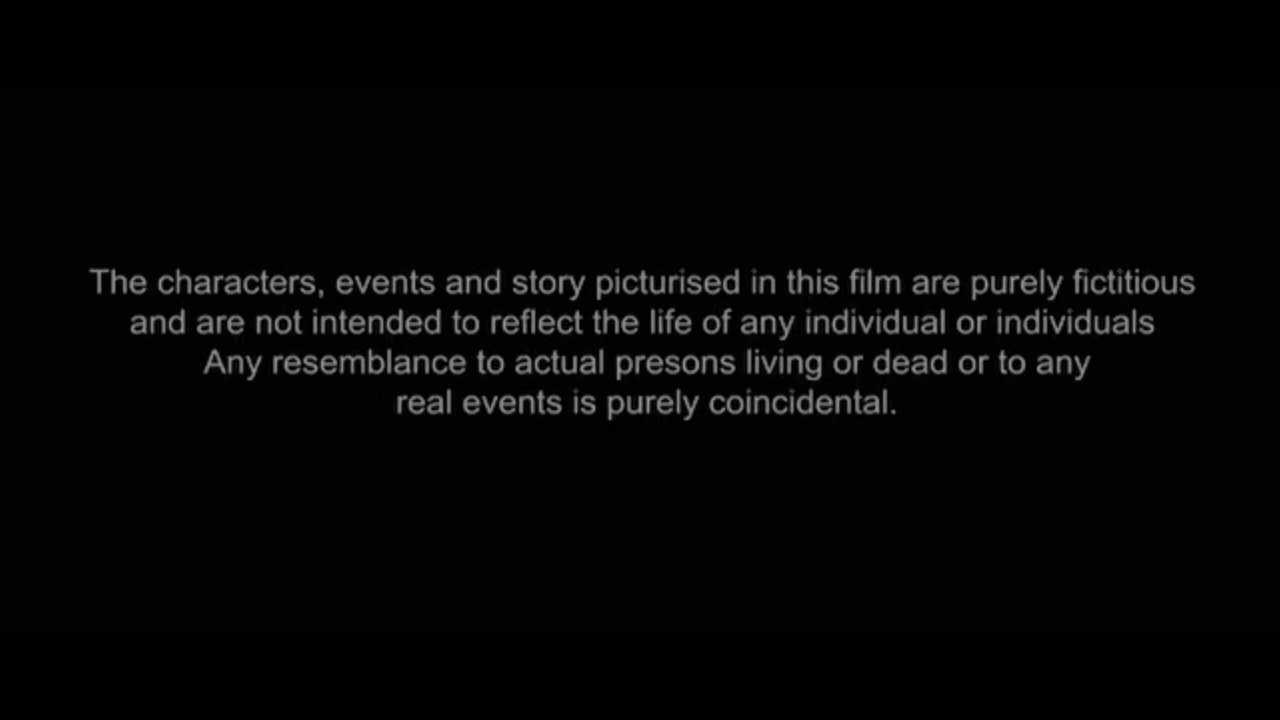 The characters, events and story picturised in this film are purely fictitious
and are not intended to reflect the life of any individual or individuals
Any resemblance to actual presons living or dead or to any
real events is purely coincidental.